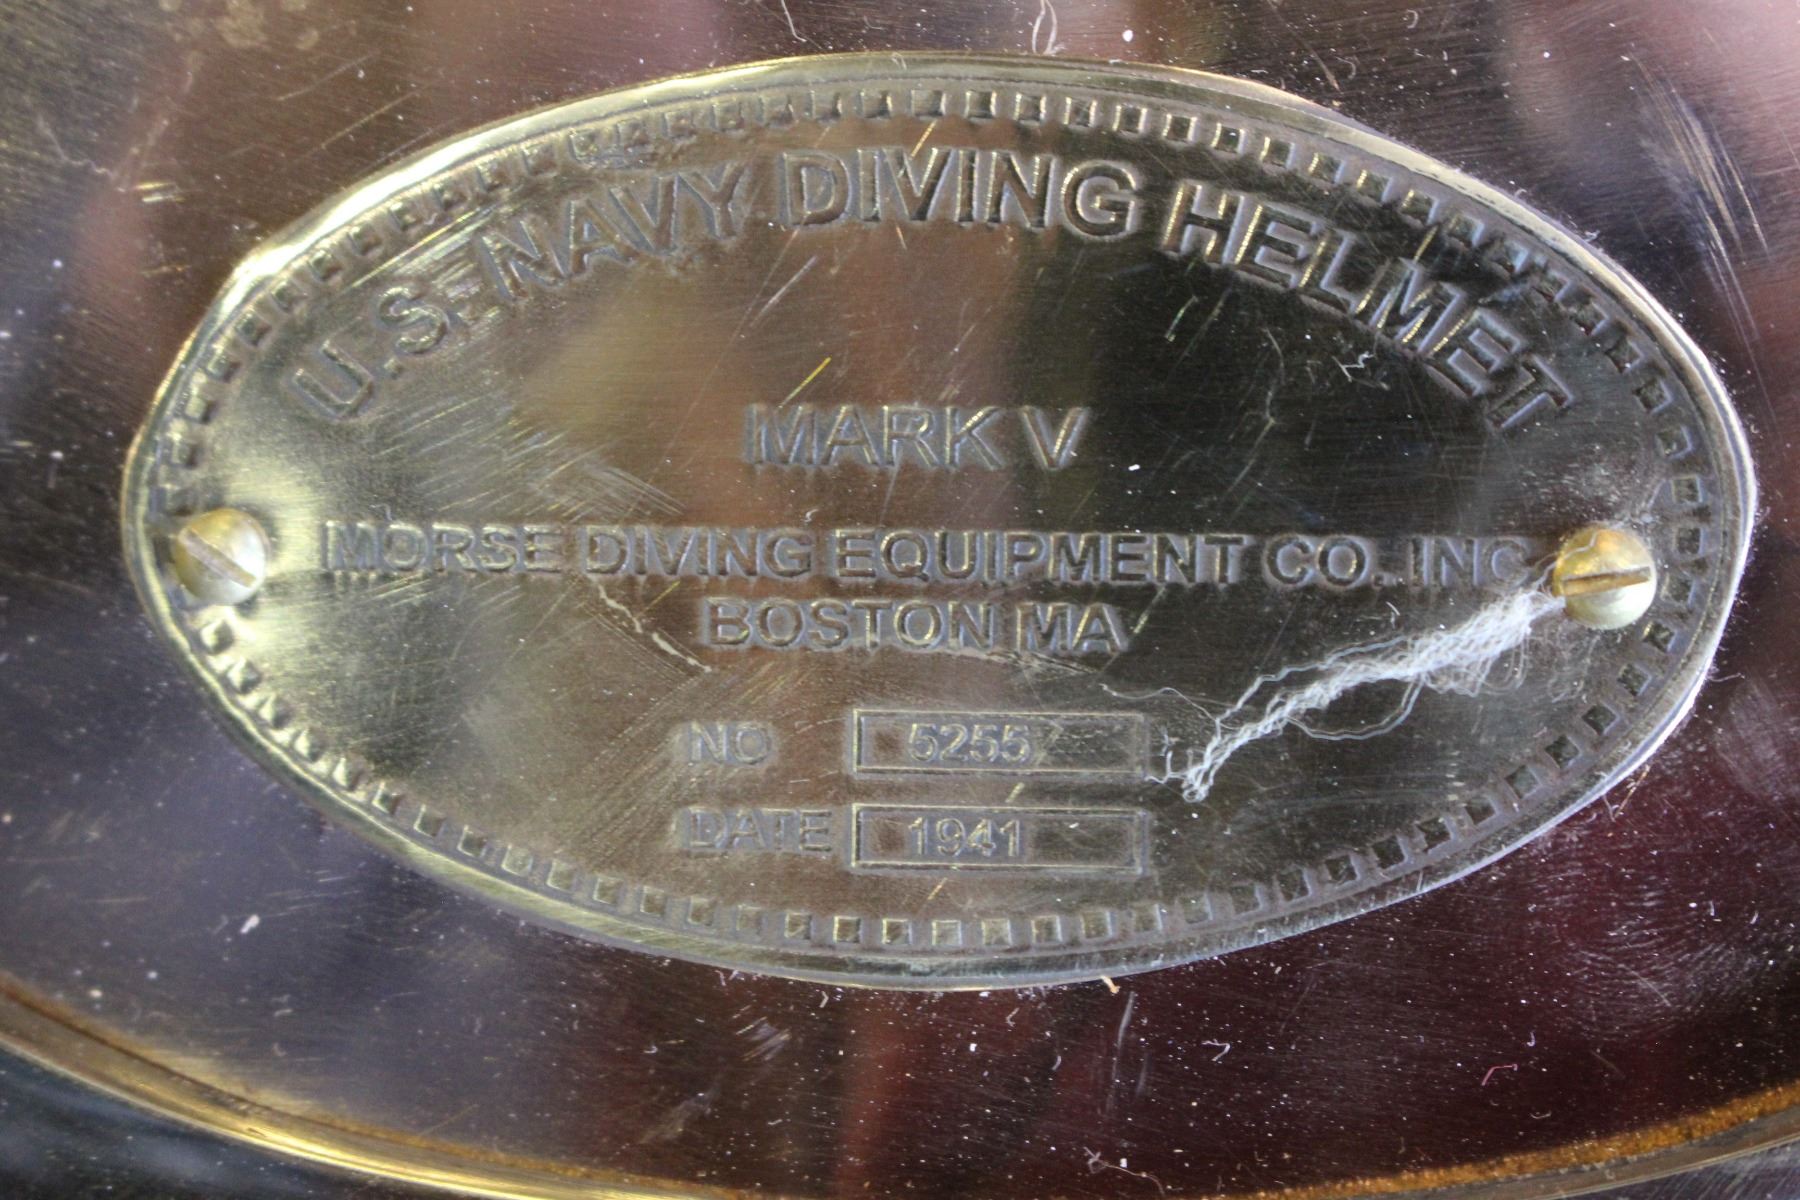 U.S. NAVY DIVING HELMET
MARK V
MORSE DIVING EQUIPMENT CO. INC
BOSTON MA
NO 5255
DATE 1941